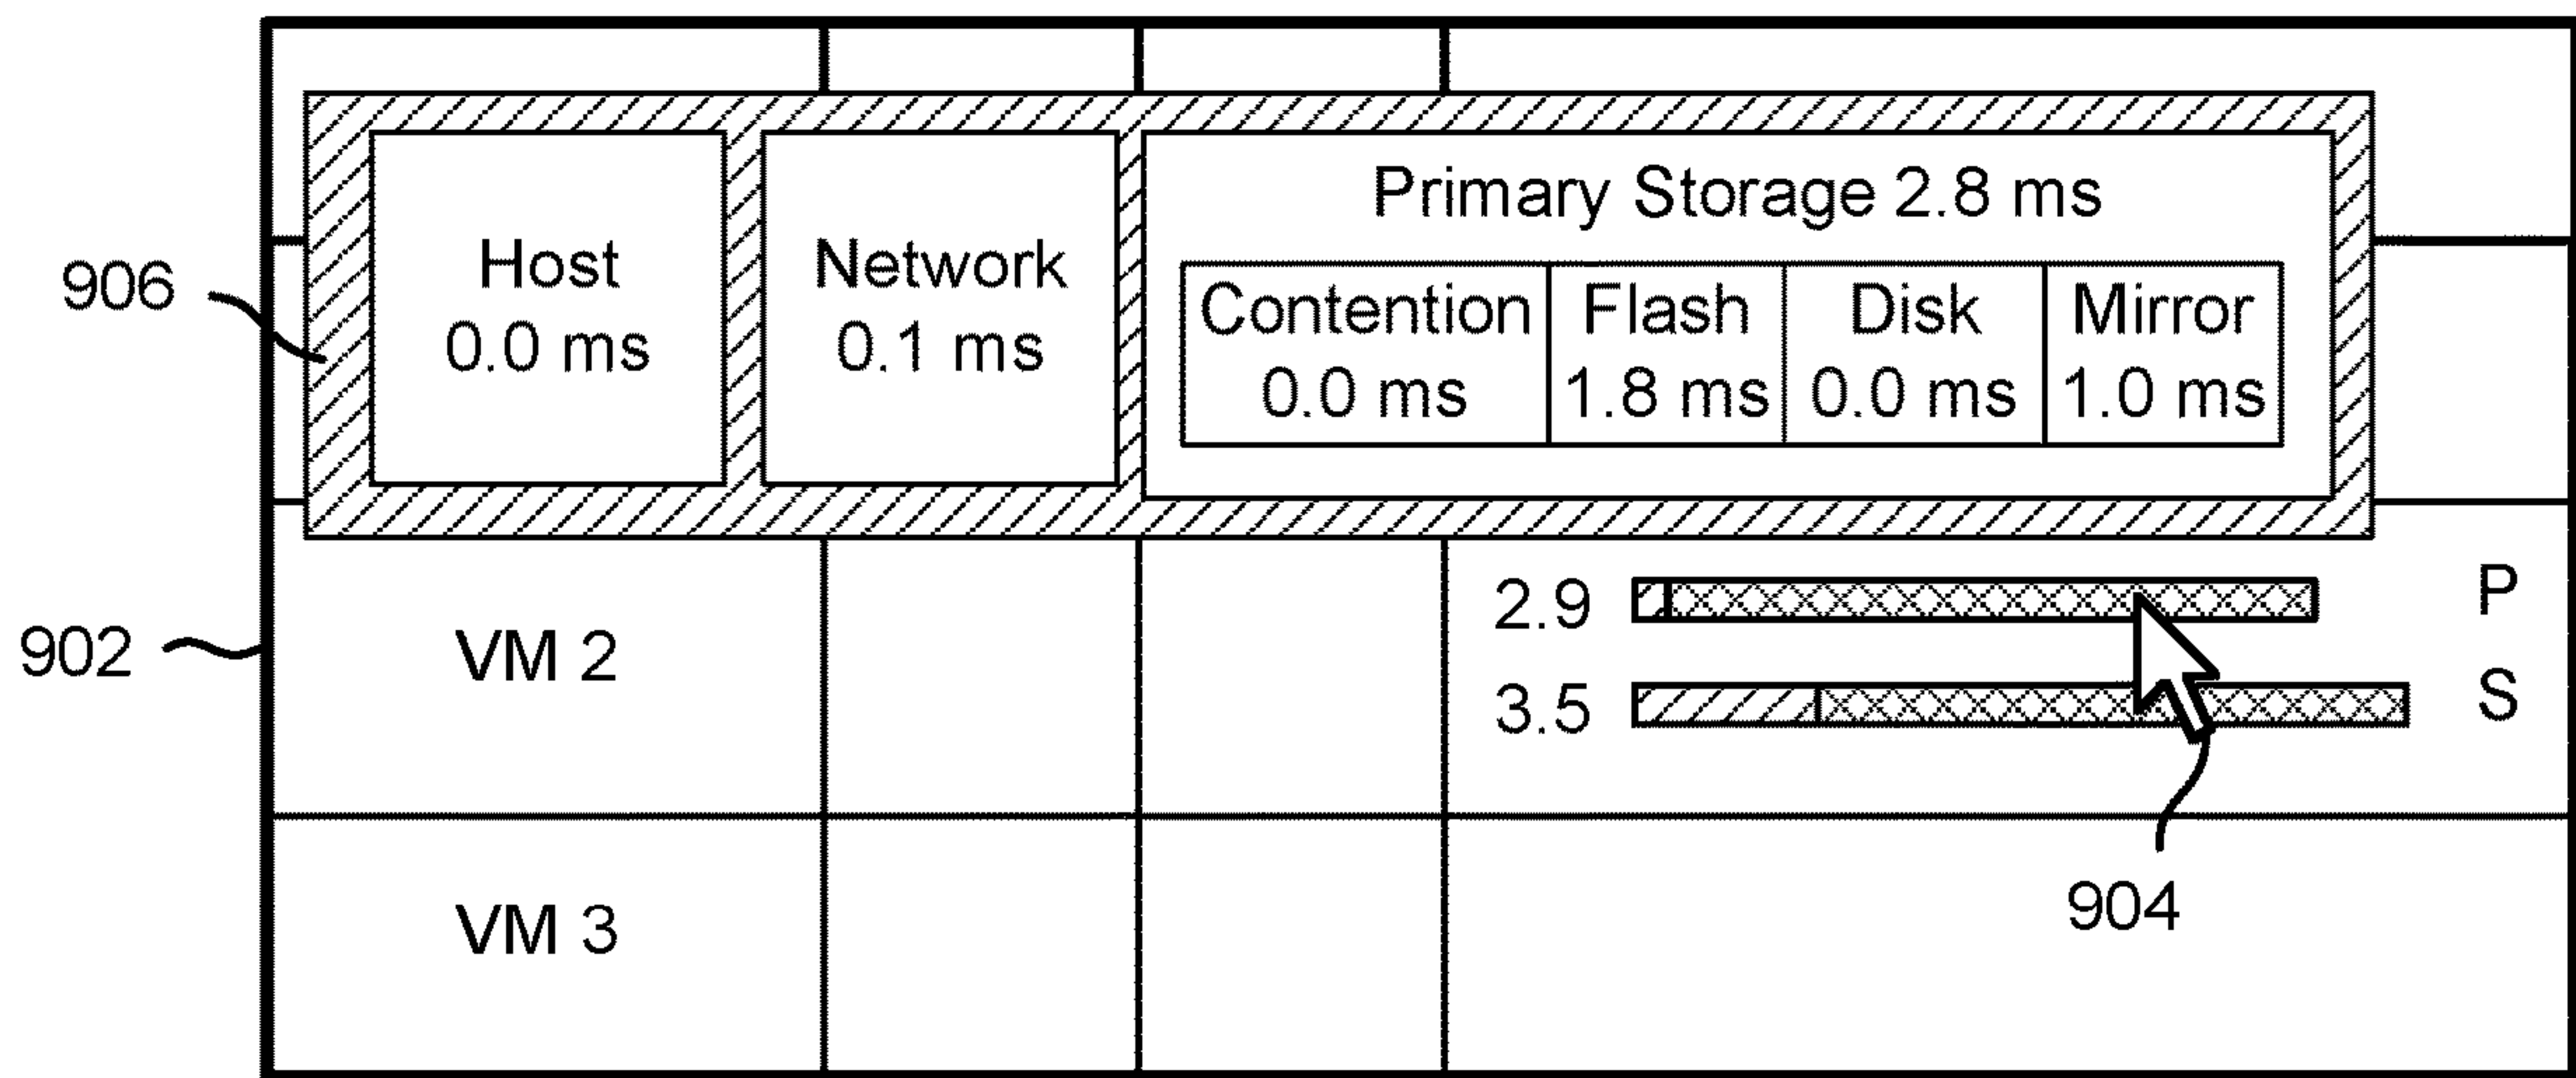 Primary Storage 2.8 ms
Host
0.0 ms
Network
0.1 ms
Contention
0.0 ms
Flash
1.8 ms
Disk
0.0 ms
Mirror
1.0 ms
906
2.9
P
902
VM 2
3.5
S
904
VM 3